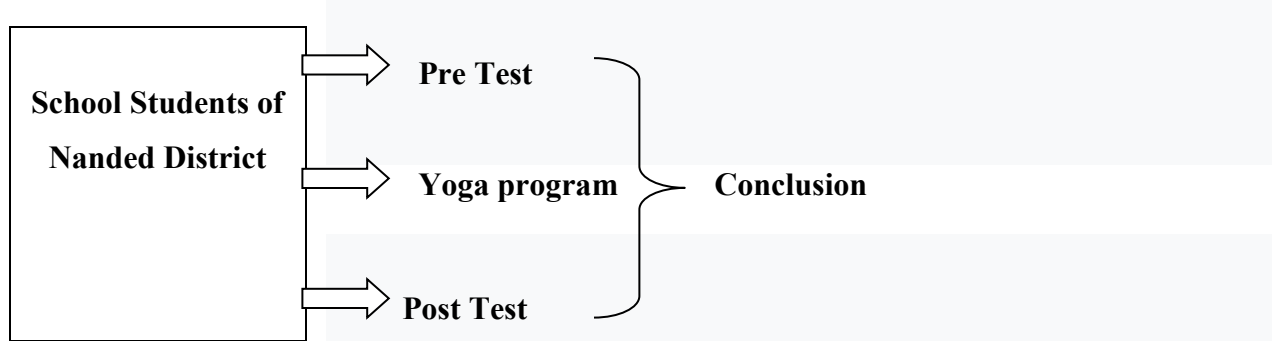 School Students of
Nanded District
Pre Test
Yoga program
Conclusion
Post Test